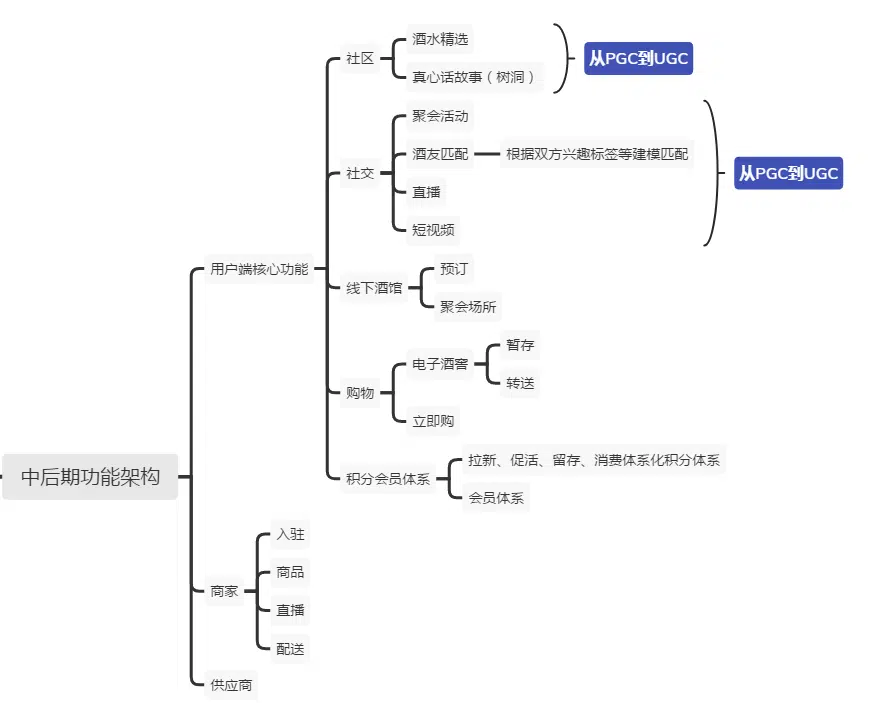 酒水精选
社区
从PGC到UGC
真心话故事（树洞）
聚会活动
酒友匹配
根据双方兴趣标签等建模匹配
社交
从PGC到UGC
直播
短视频
用户端核心功能
预订
线下酒馆
聚会场所
暂存
电子酒窖
转送
购物
立即购
拉新、促活、留存、消费体系化积分体系
积分会员体系
会员体系
中后期功能架构
入驻
商品
商家
直播
配送
供应商